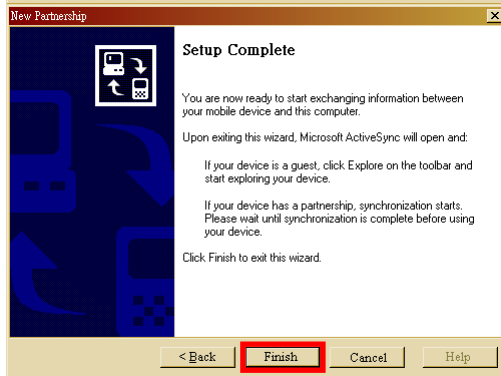 New Partnership
Setup Complete
You are now ready to start exchanging information between
your mobile device and this computer.
Upon exiting this wizard, Microsoft ActiveSync will open and:
If your device is a guest, click Explore on the toolbar and
start exploring your device.
If your device has a partnership, synchronization starts.
Please wait until synchronization is complete before using
your device.
Click Finish to exit this wizard.
< Back Finish Cancel Help